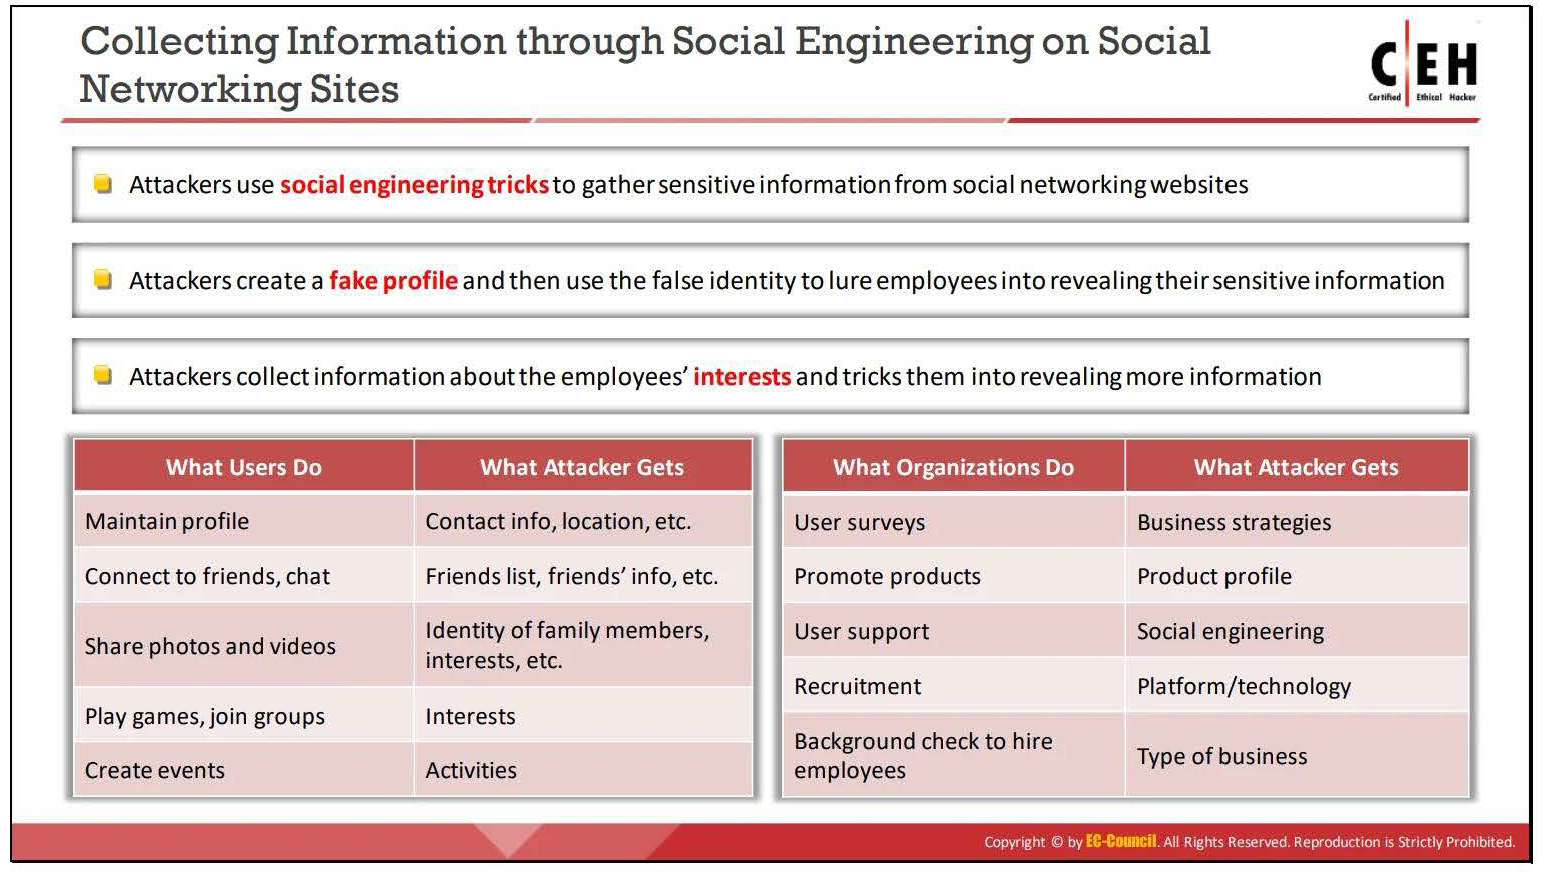 Collecting Information through Social Engineering on Social
Networking Sites
C|EH
Certified Ethical Hacker
Attackers use social engineering tricks to gather sensitive information from social networking websites
Attackers create a fake profile and then use the false identity to lure employees into revealing their sensitive information
Attackers collect information about the employees’ interests and tricks them into revealing more information
What Users Do
What Attacker Gets
Maintain profile
Contact info, location, etc.
Connect to friends, chat
Friends list, friends’ info, etc.
Share photos and videos
Identity of family members,
interests, etc.
Play games, join groups
Interests
Create events
Activities
What Organizations Do
What Attacker Gets
User surveys
Business strategies
Promote products
Product profile
User support
Social engineering
Recruitment
Platform/technology
Background check to hire
employees
Type of business
Copyright © by EC-Council. All Rights Reserved. Reproduction is Strictly Prohibited.